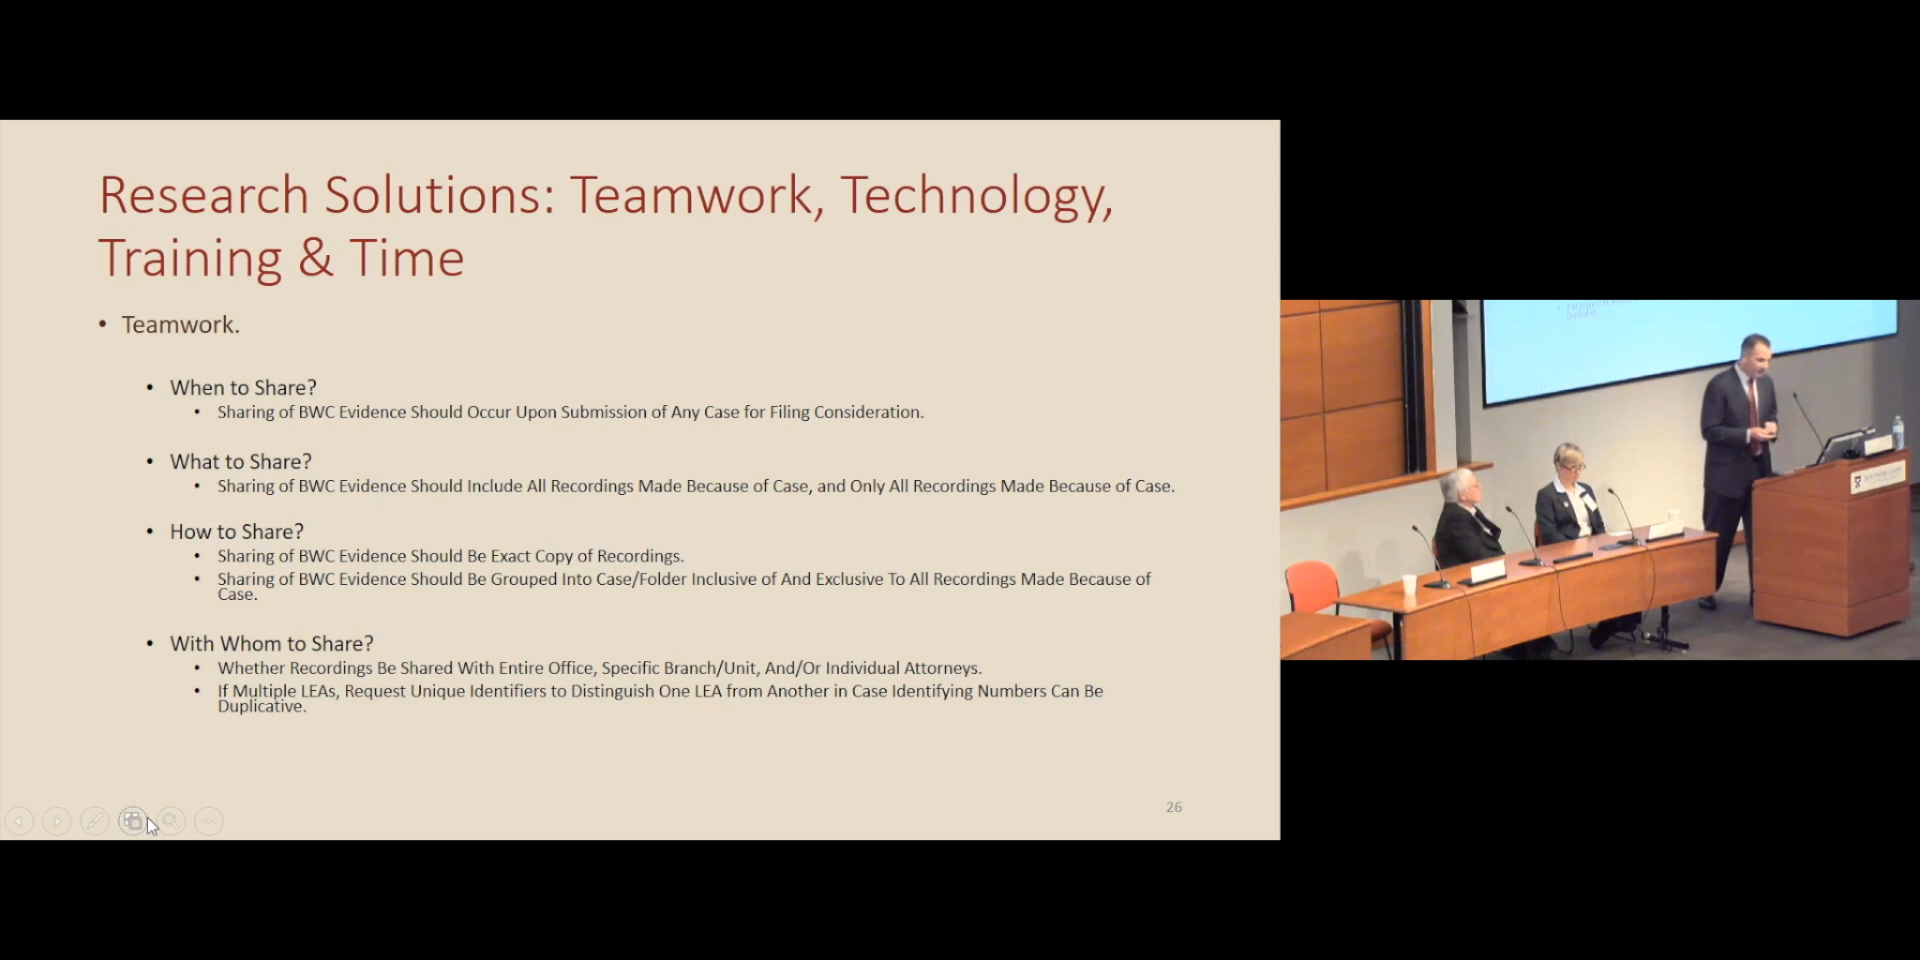 Research Solutions: Teamwork, Technology,
Training & Time
• Teamwork.
• When to Share?
• Sharing of BWC Evidence Should Occur Upon Submission of Any Case for Filing Consideration.
• What to Share?
• Sharing of BWC Evidence Should Include All Recordings Made Because of Case, and Only All Recordings Made Because of Case.
• How to Share?
• Sharing of BWC Evidence Should Be Exact Copy of Recordings.
• Sharing of BWC Evidence Should Be Grouped Into Case/Folder Inclusive of And Exclusive To All Recordings Made Because of
Case.
• With Whom to Share?
• Whether Recordings Be Shared With Entire Office, Specific Branch/Unit, And/Or Individual Attorneys.
• If Multiple LEAs, Request Unique Identifiers to Distinguish One LEA from Another in Case Identifying Numbers Can Be
Duplicative.
26